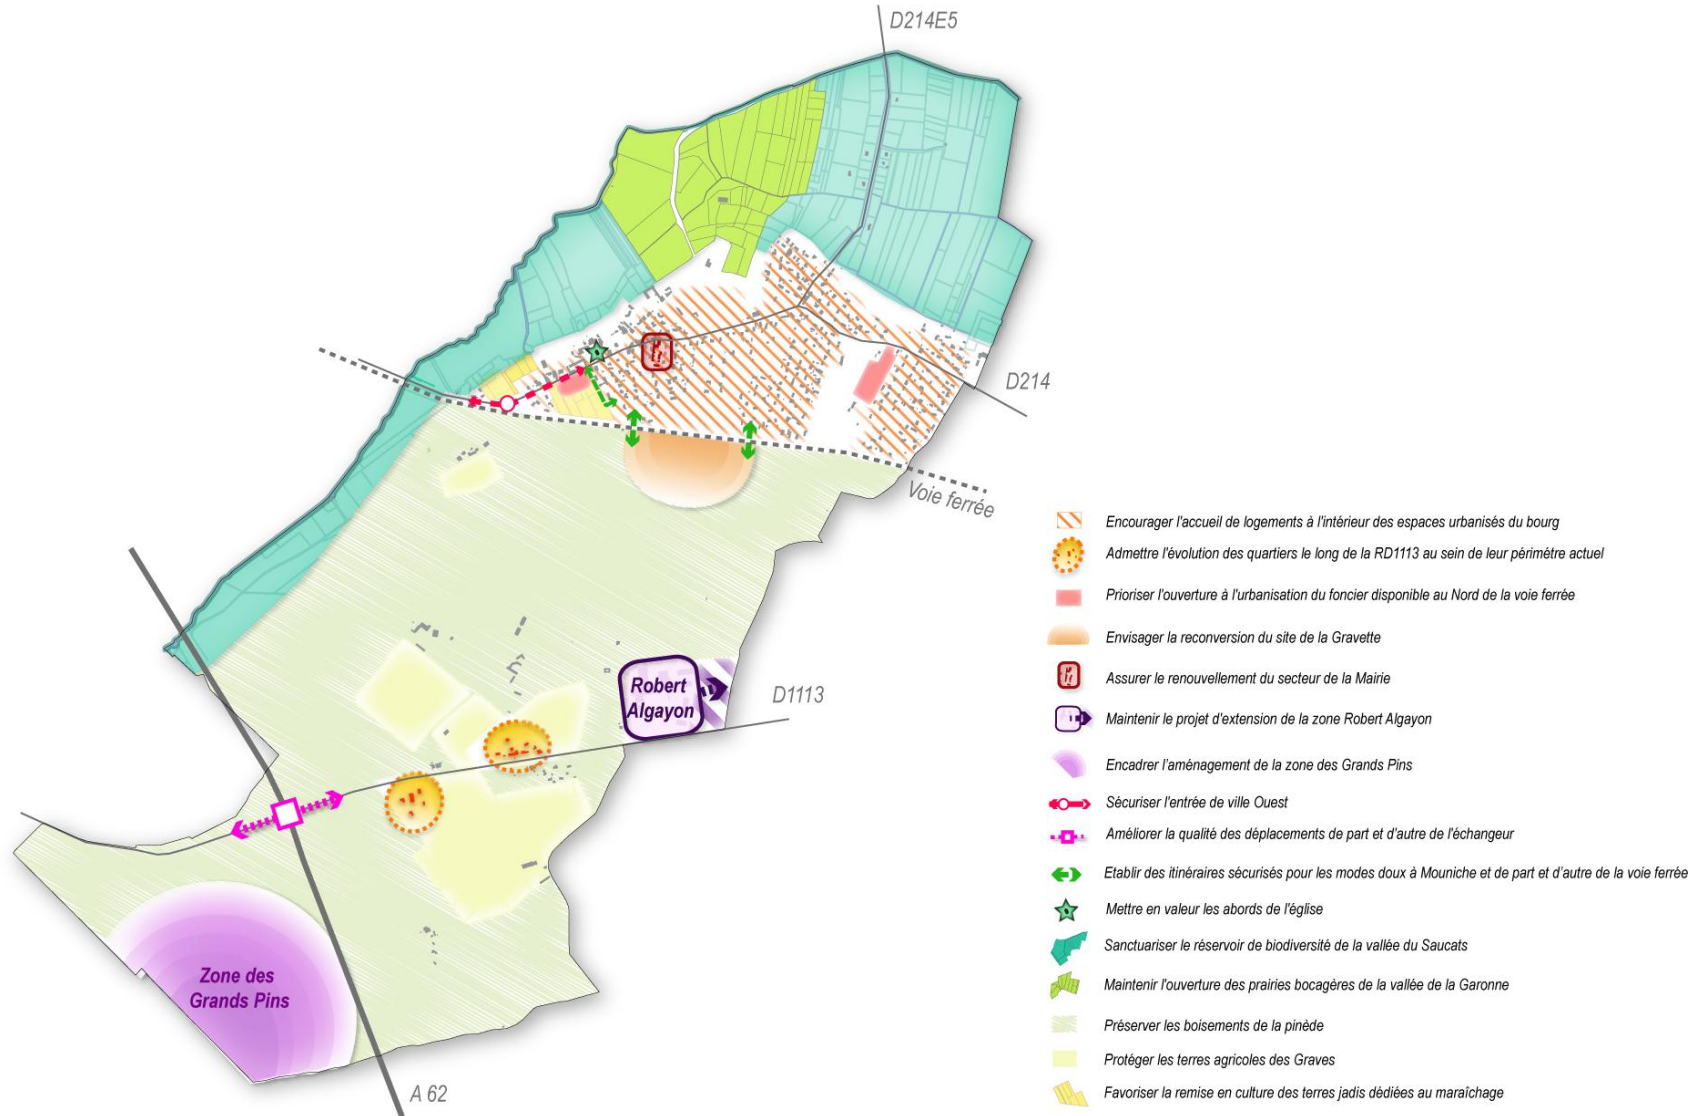 D214E5
D214
Voie ferrée
Robert
Algayon
D1113
Zone des
Grands Pins
A 62
Encourager l'accueil de logements à l'intérieur des espaces urbanisés du bourg
Admettre l'évolution des quartiers le long de la RD1113 au sein de leur périmétre actuel
Prioriser l'ouverture à l'urbanisation du foncier disponible au Nord de la voie ferrée
Envisager la reconversion du site de la Gravette
Assurer le renouvellement du secteur de la Mairie
Maintenir le projet d'extension de la zone Robert Algayon
Encadrer l'aménagement de la zone des Grands Pins
Sécuriser l'entrée de ville Ouest
Améliorer la qualité des déplacements de part et d'autre de l'échangeur
Etablir des itinéraires sécurisés pour les modes doux à Mouniche et de part et d'autre de la voie ferrée
Mettre en valeur les abords de l'église
Sanctuariser le réservoir de biodiversité de la vallée du Saucats
Maintenir l'ouverture des prairies bocagères de la vallée de la Garonne
Préserver les boisements de la pinède
Protéger les terres agricoles des Graves
Favoriser la remise en culture des terres jadis dédiées au maraîchage